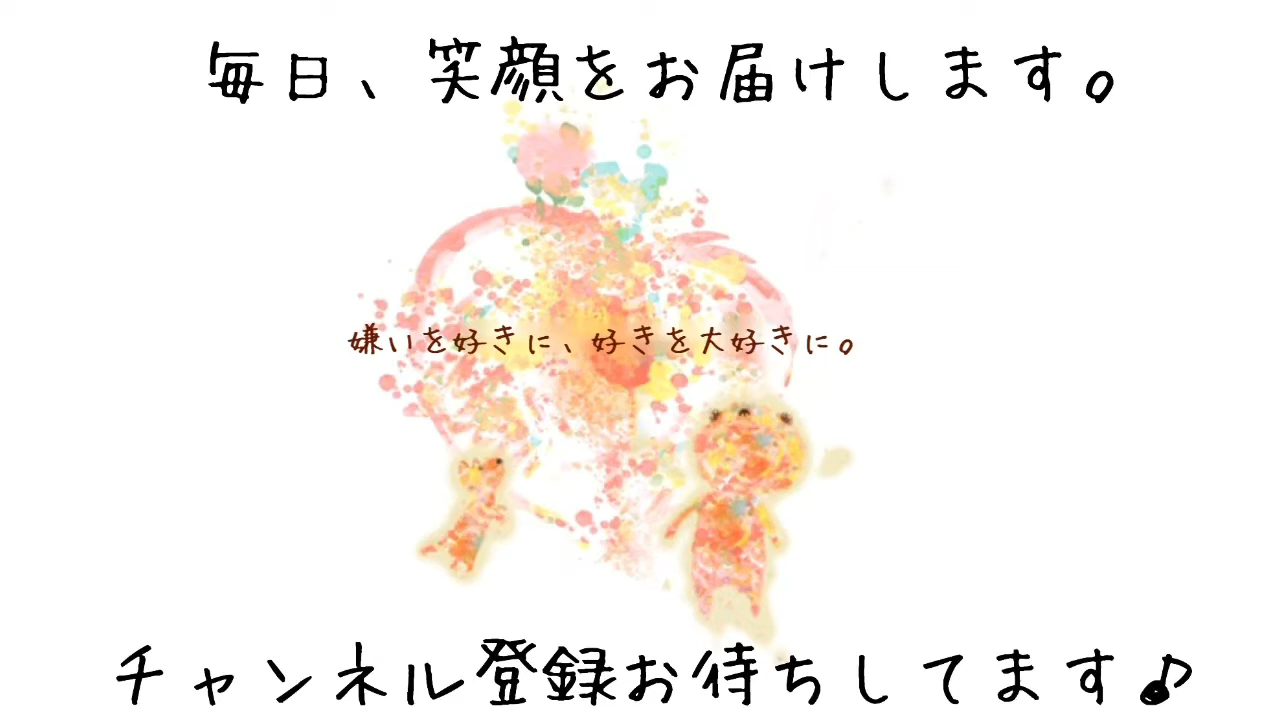 毎日、笑顔をお届けします。
嫌いを好きに、好きを大好きに。
チャンネル登録お待ちしてます♪